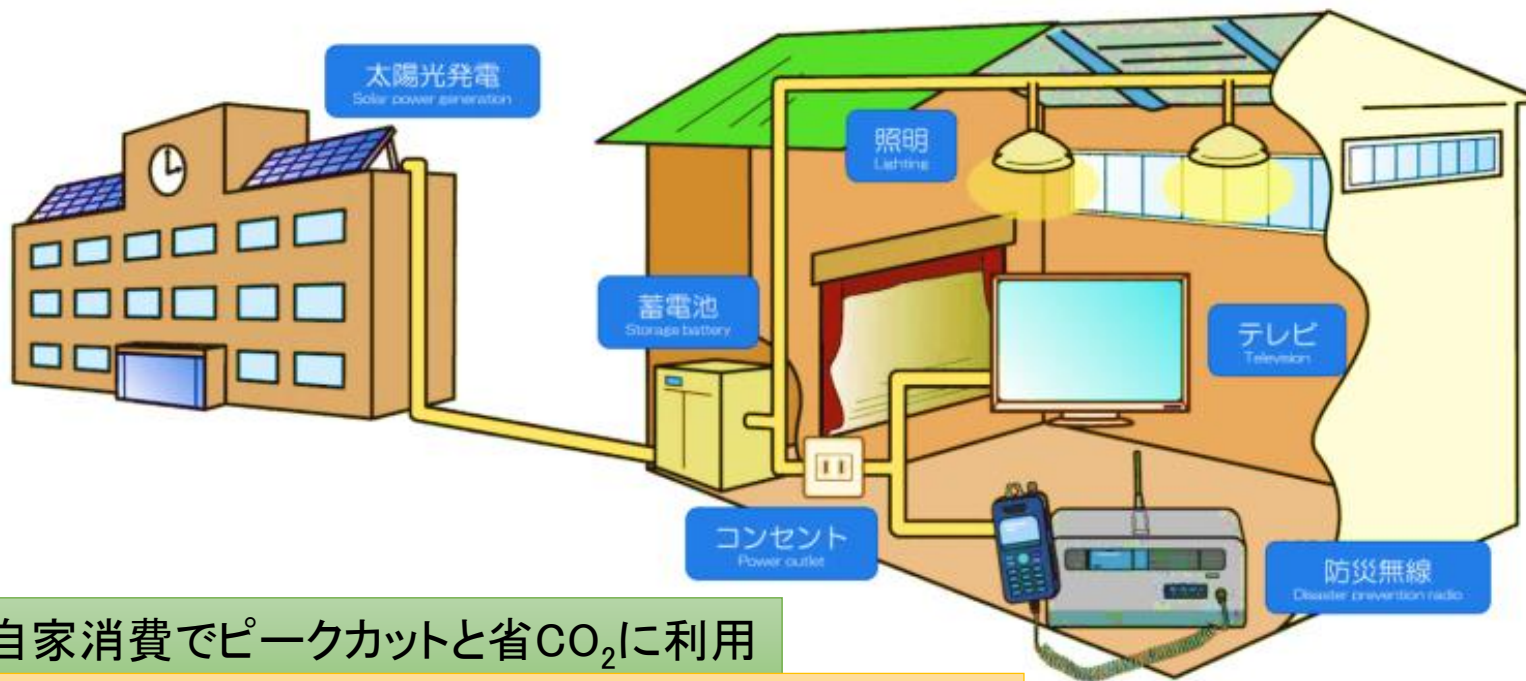 太陽光発電
Solar power generation
照明
Lighting
蓄電池
Storage battery
テレビ
Television
コンセント
Power outlet
防災無線
Disaster prevention radio
自家消費でピークカットと省CO₂に利用